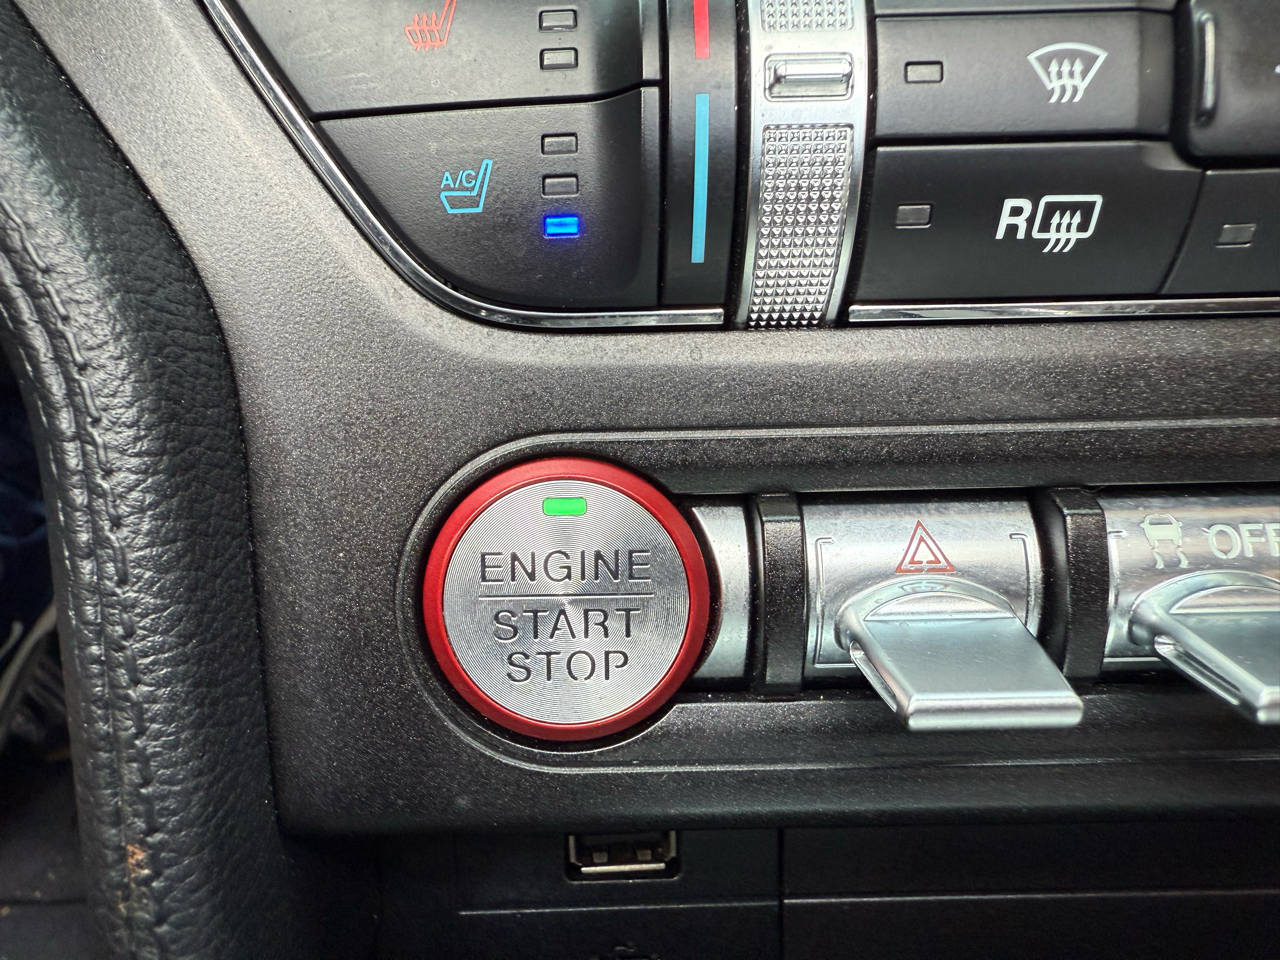 A/C
R
ENGINE
START
STOP
OFF